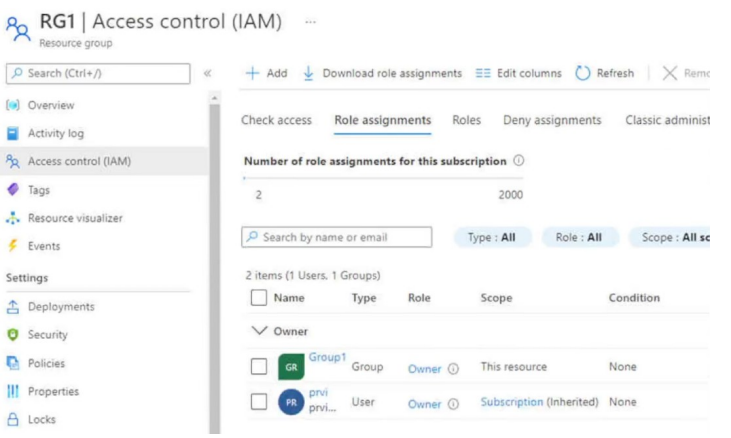 RG1 | Access control (IAM) ...
Resource group
Search (Ctrl+/)
«
Add
Download role assignments
Edit columns
Refresh
Remo
Overview
Activity log
Access control (IAM)
Tags
Resource visualizer
Events
Settings
Deployments
Security
Policies
Properties
Locks
Check access
Role assignments
Roles
Deny assignments
Classic administ
Number of role assignments for this subscription
2
2000
Search by name or email
Type : All
Role : All
Scope : All sc
2 items (1 Users, 1 Groups)
Name Type Role Scope Condition
Owner
GR Group1 Group Owner This resource None
PR prvi User Owner Subscription (Inherited) None
prvi...